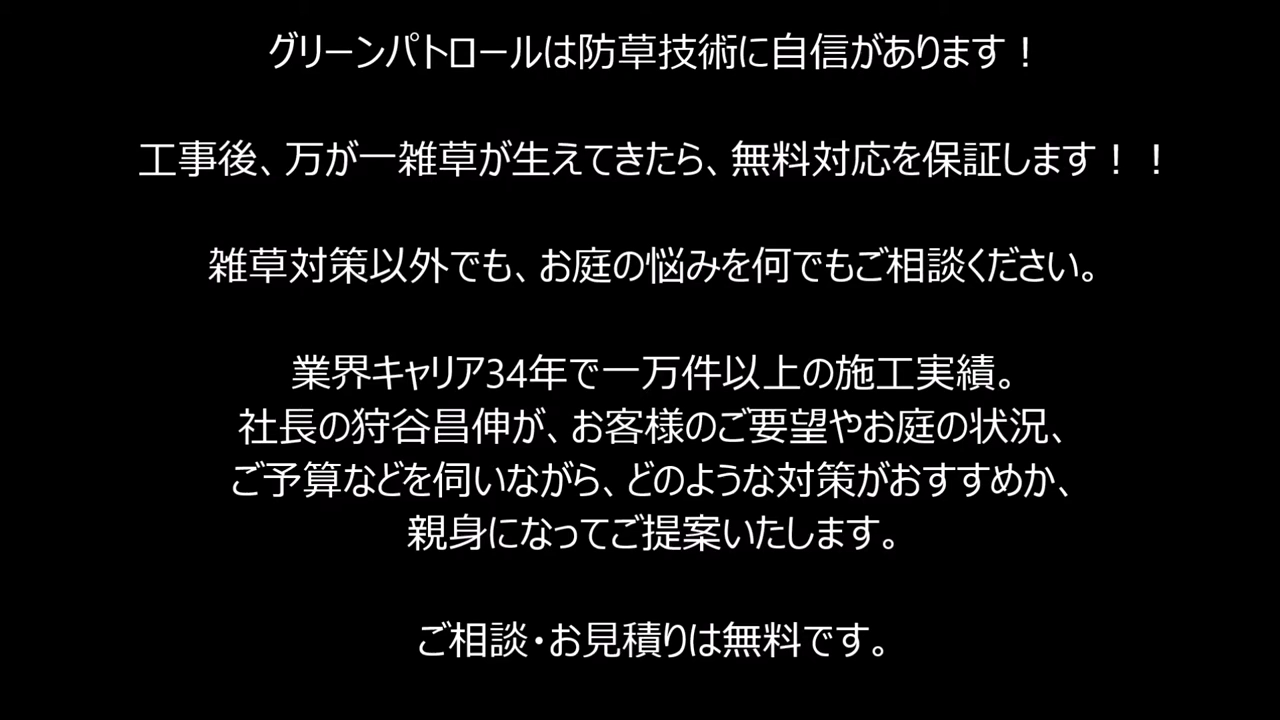 グリーンパトロールは防草技術に自信があります！
工事後、万が一雑草が生えてきたら、無料対応を保証します！！
雑草対策以外でも、お庭の悩みを何でもご相談ください。
業界キャリア34年で一万件以上の施工実績。
社長の狩谷昌伸が、お客様のご要望やお庭の状況、
ご予算などを伺いながら、どのような対策がおすすめか、
親身になってご提案いたします。
ご相談・お見積りは無料です。